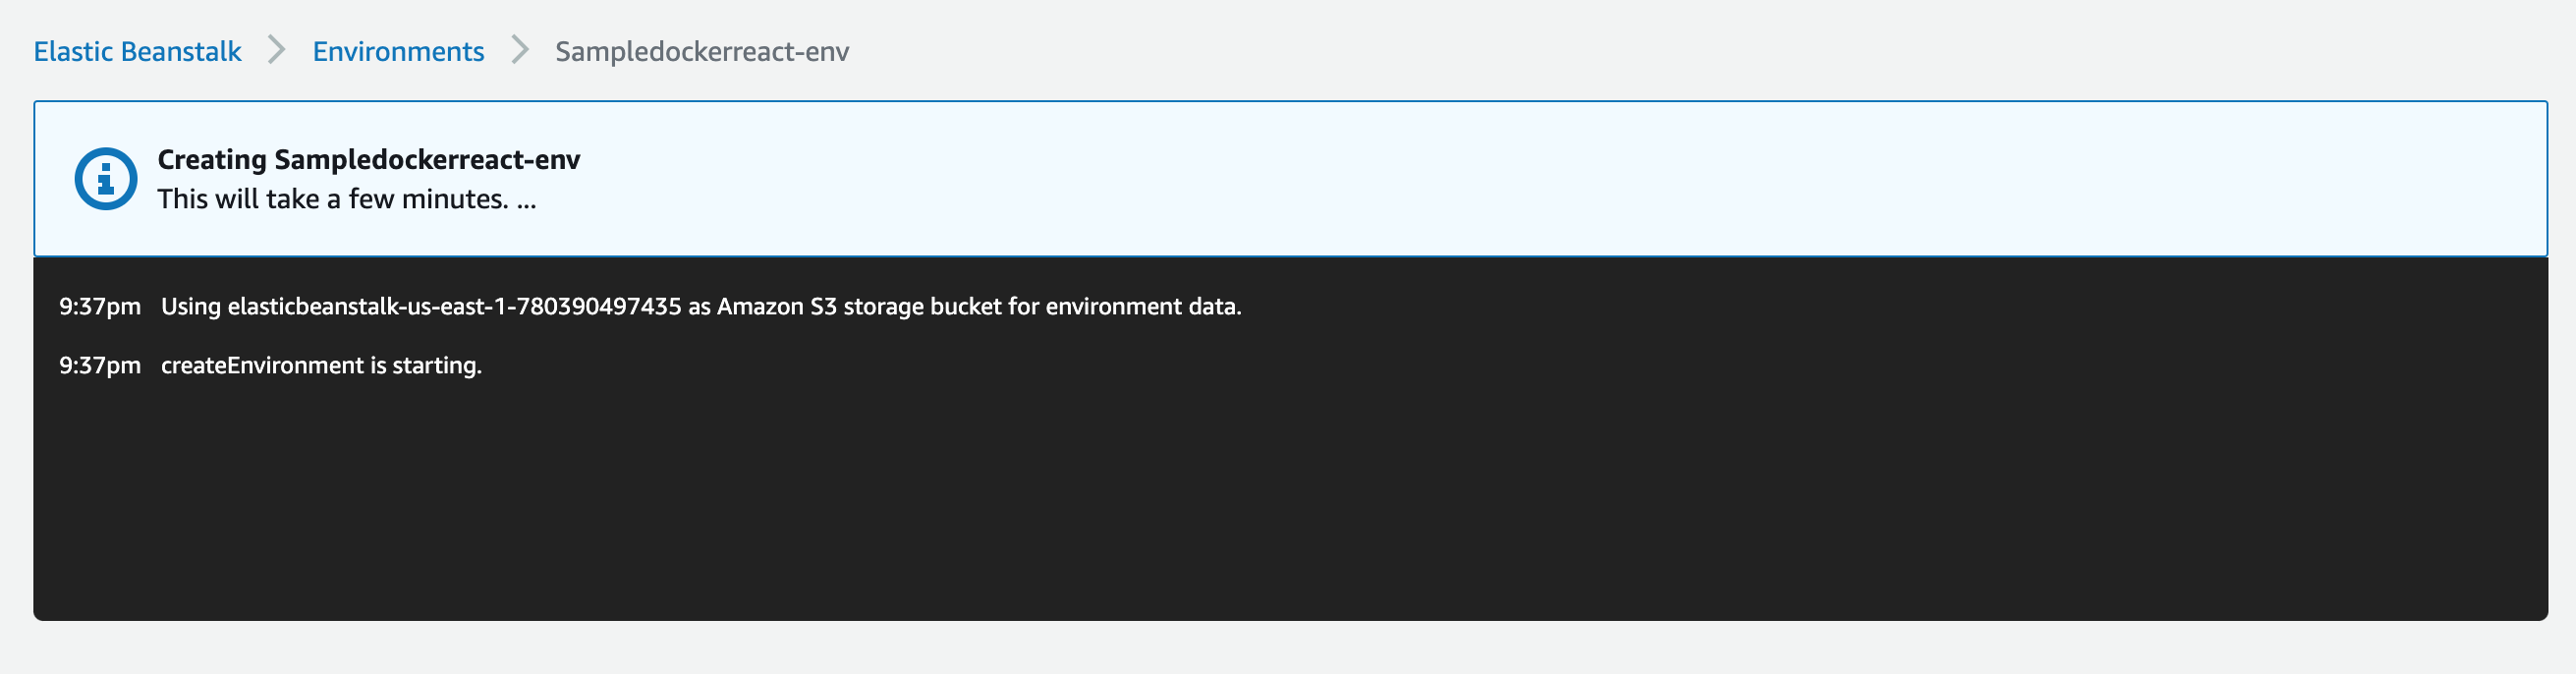 Elastic Beanstalk > Environments > Sampledockerreact-env
Creating Sampledockerreact-env
This will take a few minutes. ...
9:37pm Using elasticbeanstalk-us-east-1-780390497435 as Amazon S3 storage bucket for environment data.
9:37pm createEnvironment is starting.